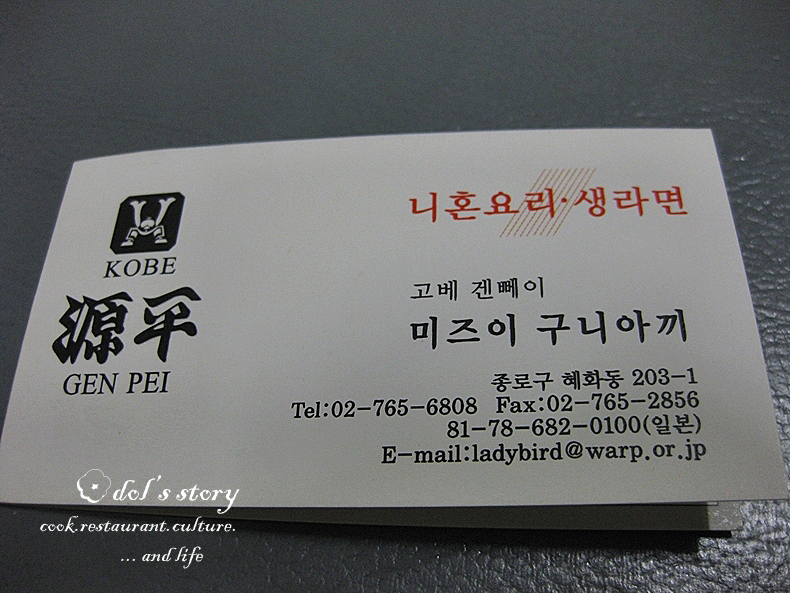 KOBE
源平
GEN PEI
니혼요리·생라면
고베 겐뻬이
미즈이 구니아끼
종로구 혜화동 203-1
Tel:02-765-6808 Fax:02-765-2856
81-78-682-0100(일본)
E-mail:ladybird@warp.or.jp
dol's story
cook.restaurant.culture.
... and life